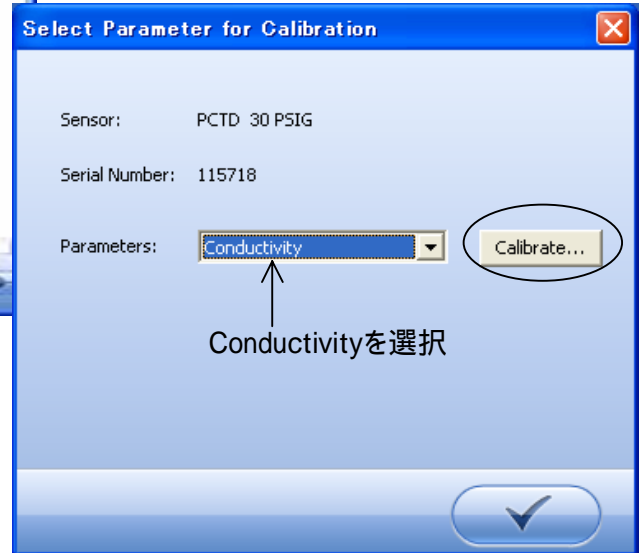 Select Parameter for Calibration
Sensor: PCTD 30 PSIG
Serial Number: 115718
Parameters: Conductivity Calibrate...
Conductivityを選択